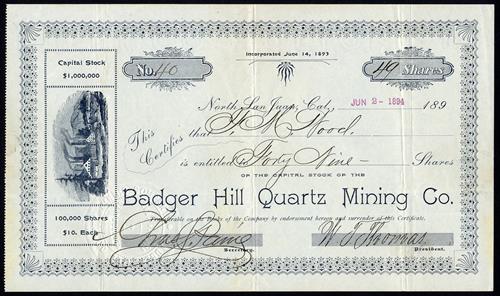 Incorporated June 14, 1893
Capital Stock
$1,000,000
No. 40
49 Shares
North San Juan, Cal., JUN 2 - 1894 189
This Certifies that F. M. Wood
is entitled to Forty Nine — Shares
OF THE CAPITAL STOCK OF THE
Badger Hill Quartz Mining Co.
Transferable on the Books of the Company by endorsement hereon and surrender of this Certificate.
100,000 Shares
$10. Each
W. T. Thomas
Secretary.
President.